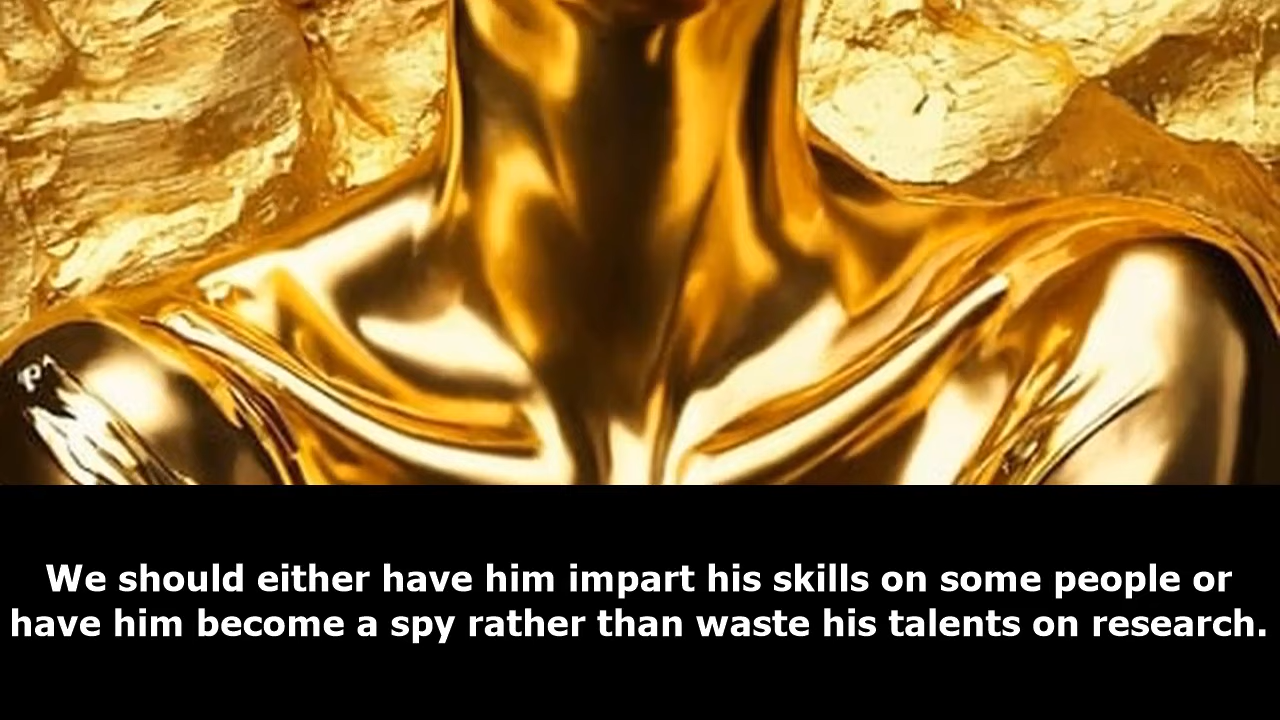 We should either have him impart his skills on some people or
have him become a spy rather than waste his talents on research.